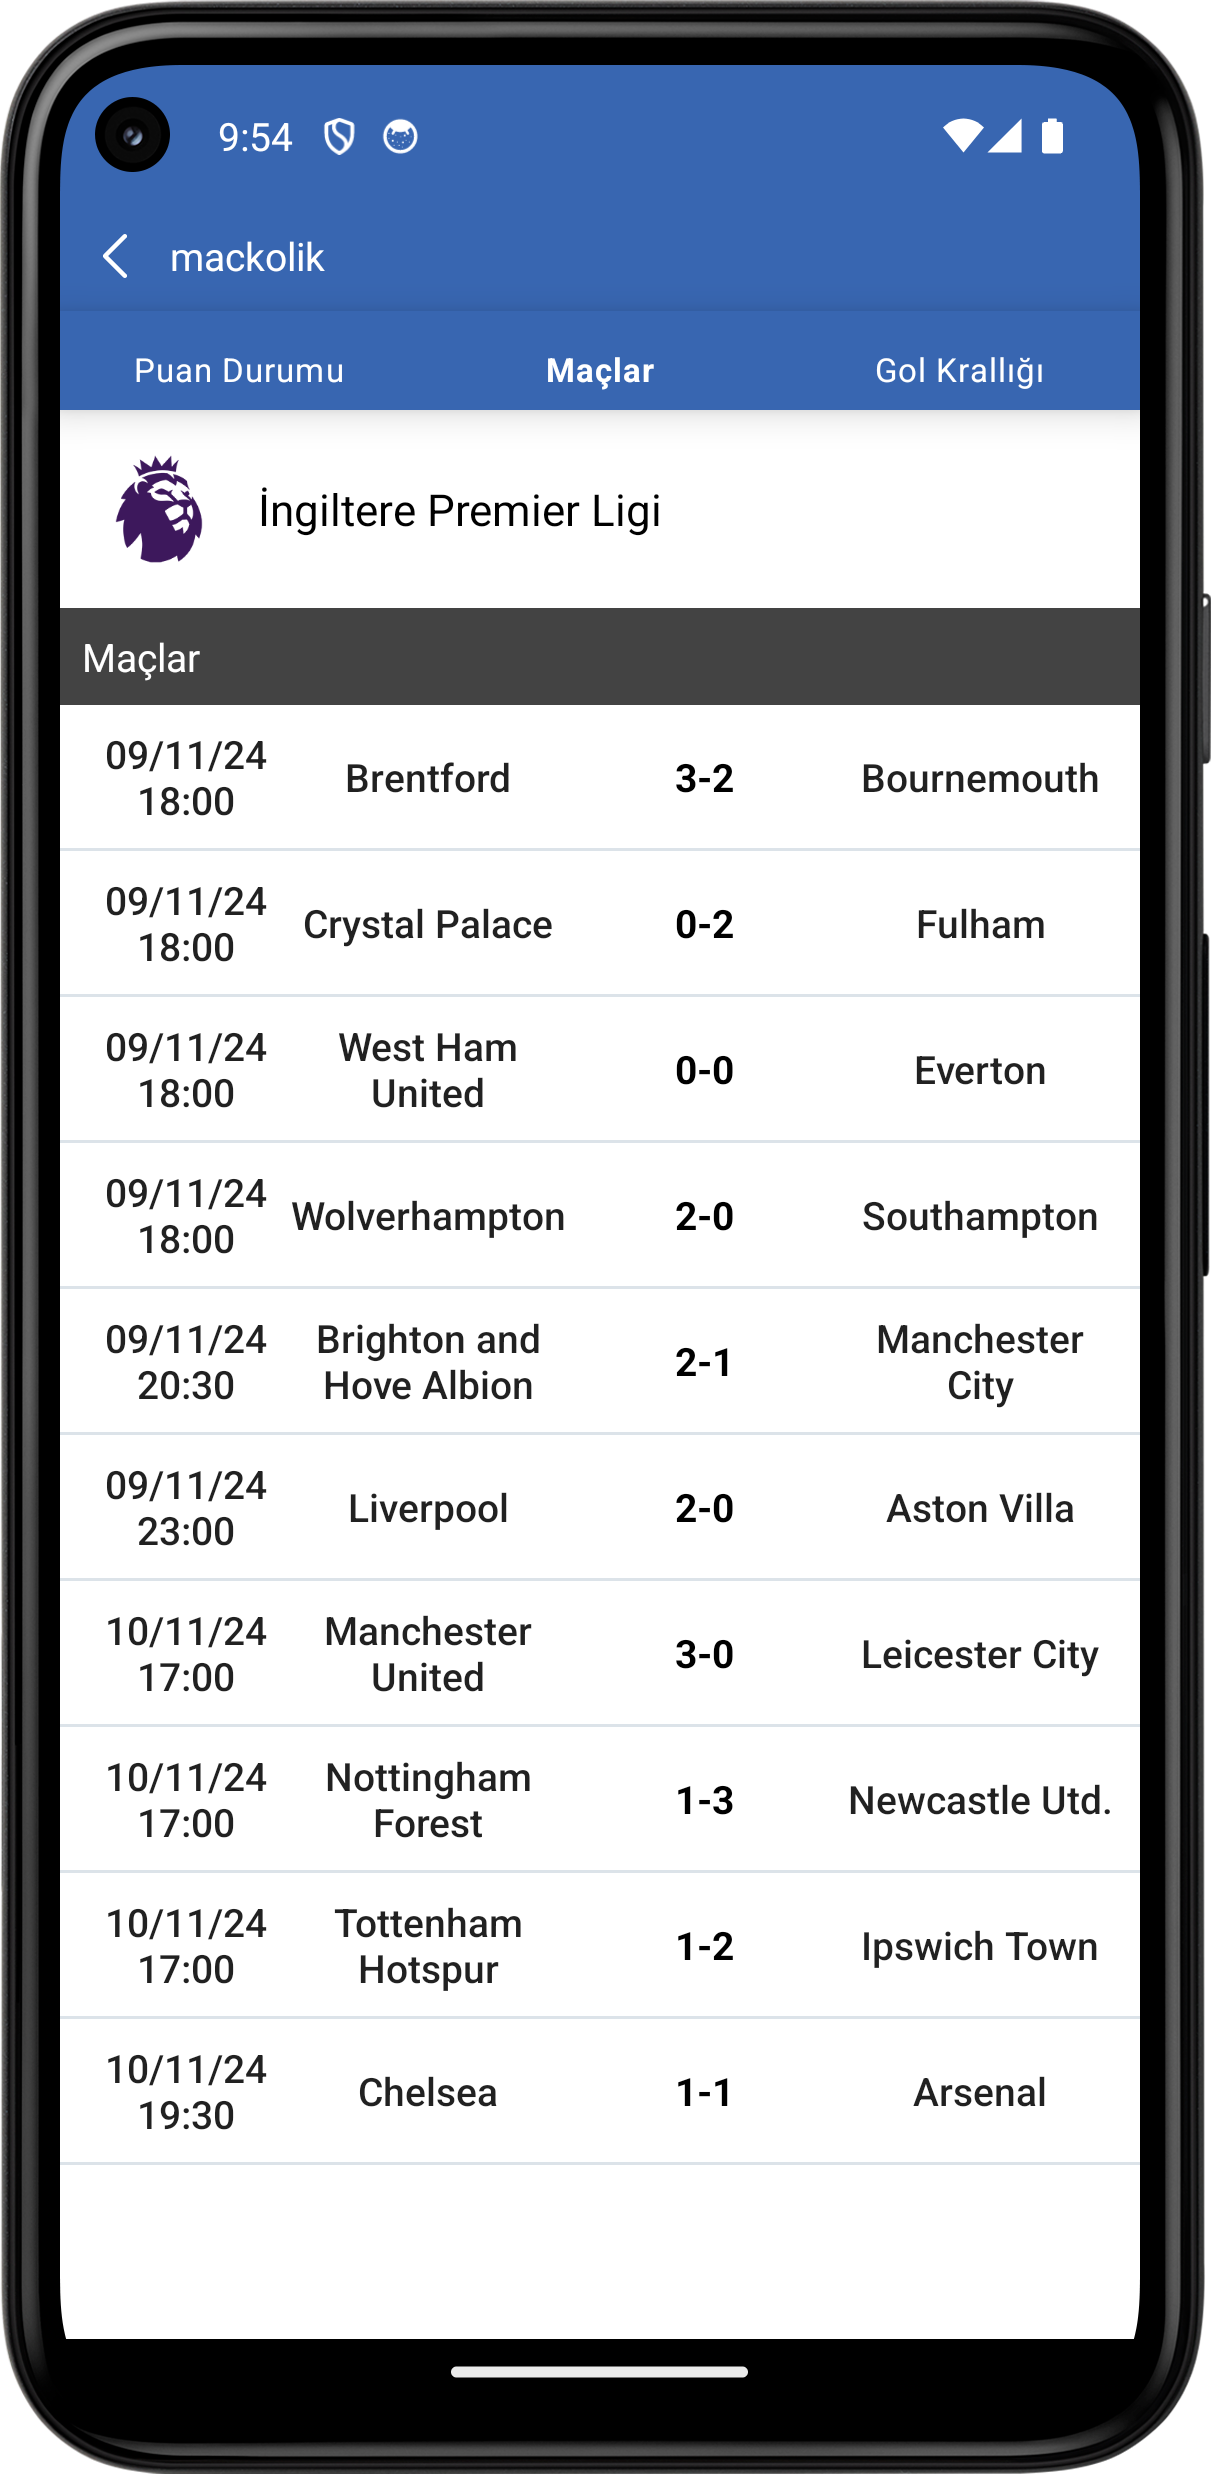 9:54
mackolik
Puan Durumu Maçlar Gol Krallığı
İngiltere Premier Ligi
Maçlar
09/11/24
18:00
Brentford 3-2 Bournemouth
09/11/24
18:00
Crystal Palace 0-2 Fulham
09/11/24
18:00
West Ham
United
0-0 Everton
09/11/24
18:00
Wolverhampton 2-0 Southampton
09/11/24
20:30
Brighton and
Hove Albion
2-1
Manchester
City
09/11/24
23:00
Liverpool 2-0 Aston Villa
10/11/24
17:00
Manchester
United
3-0 Leicester City
10/11/24
17:00
Nottingham
Forest
1-3 Newcastle Utd.
10/11/24
17:00
Tottenham
Hotspur
1-2 Ipswich Town
10/11/24
19:30
Chelsea 1-1 Arsenal